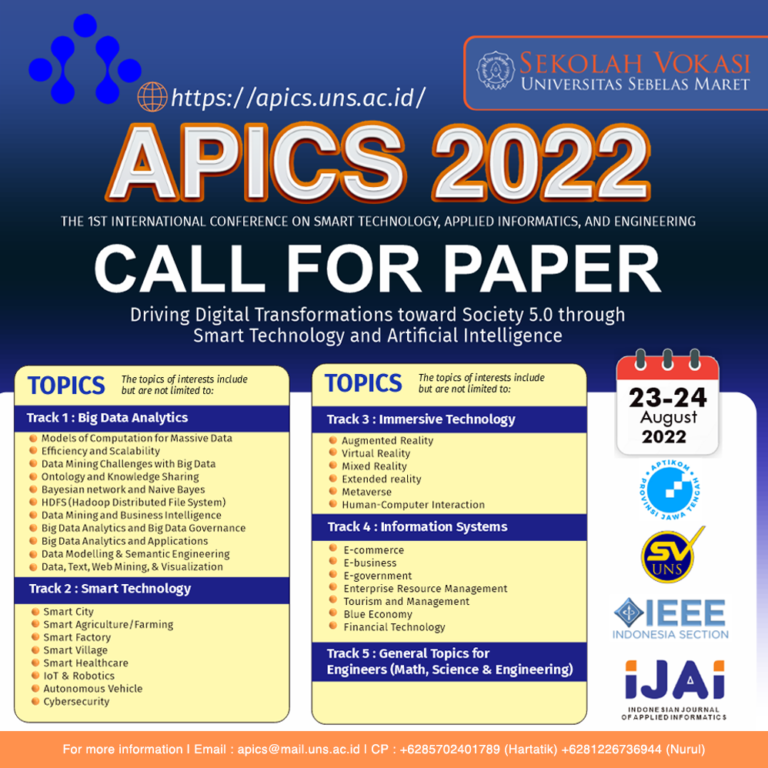 https://apics.uns.ac.id/
SEKOLAH VOKASI
UNIVERSITAS SEBELAS MARET
APICS 2022
THE 1ST INTERNATIONAL CONFERENCE ON SMART TECHNOLOGY, APPLIED INFORMATICS, AND ENGINEERING
CALL FOR PAPER
Driving Digital Transformations toward Society 5.0 through
Smart Technology and Artificial Intelligence
TOPICS
The topics of interests include
but are not limited to:
Track 1 : Big Data Analytics
Models of Computation for Massive Data
Efficiency and Scalability
Data Mining Challenges with Big Data
Ontology and Knowledge Sharing
Bayesian network and Naive Bayes
HDFS (Hadoop Distributed File System)
Data Mining and Business Intelligence
Big Data Analytics and Big Data Governance
Big Data Analytics and Applications
Data Modelling & Semantic Engineering
Data, Text, Web Mining, & Visualization
Track 2 : Smart Technology
Smart City
Smart Agriculture/Farming
Smart Factory
Smart Village
Smart Healthcare
IoT & Robotics
Autonomous Vehicle
Cybersecurity
TOPICS
The topics of interests include
but are not limited to:
Track 3 : Immersive Technology
Augmented Reality
Virtual Reality
Mixed Reality
Extended reality
Metaverse
Human-Computer Interaction
Track 4 : Information Systems
E-commerce
E-business
E-government
Enterprise Resource Management
Tourism and Management
Blue Economy
Financial Technology
Track 5 : General Topics for
Engineers (Math, Science & Engineering)
23-24
August
2022
APTIKOM
PROVINSI JAWA TENGAH
SV
UNS
IEEE
INDONESIA SECTION
iJAi
INDONESIAN JOURNAL
OF APPLIED INFORMATICS
For more information I Email : apics@mail.uns.ac.id I CP : +6285702401789 (Hartatik) +6281226736944 (Nurul)